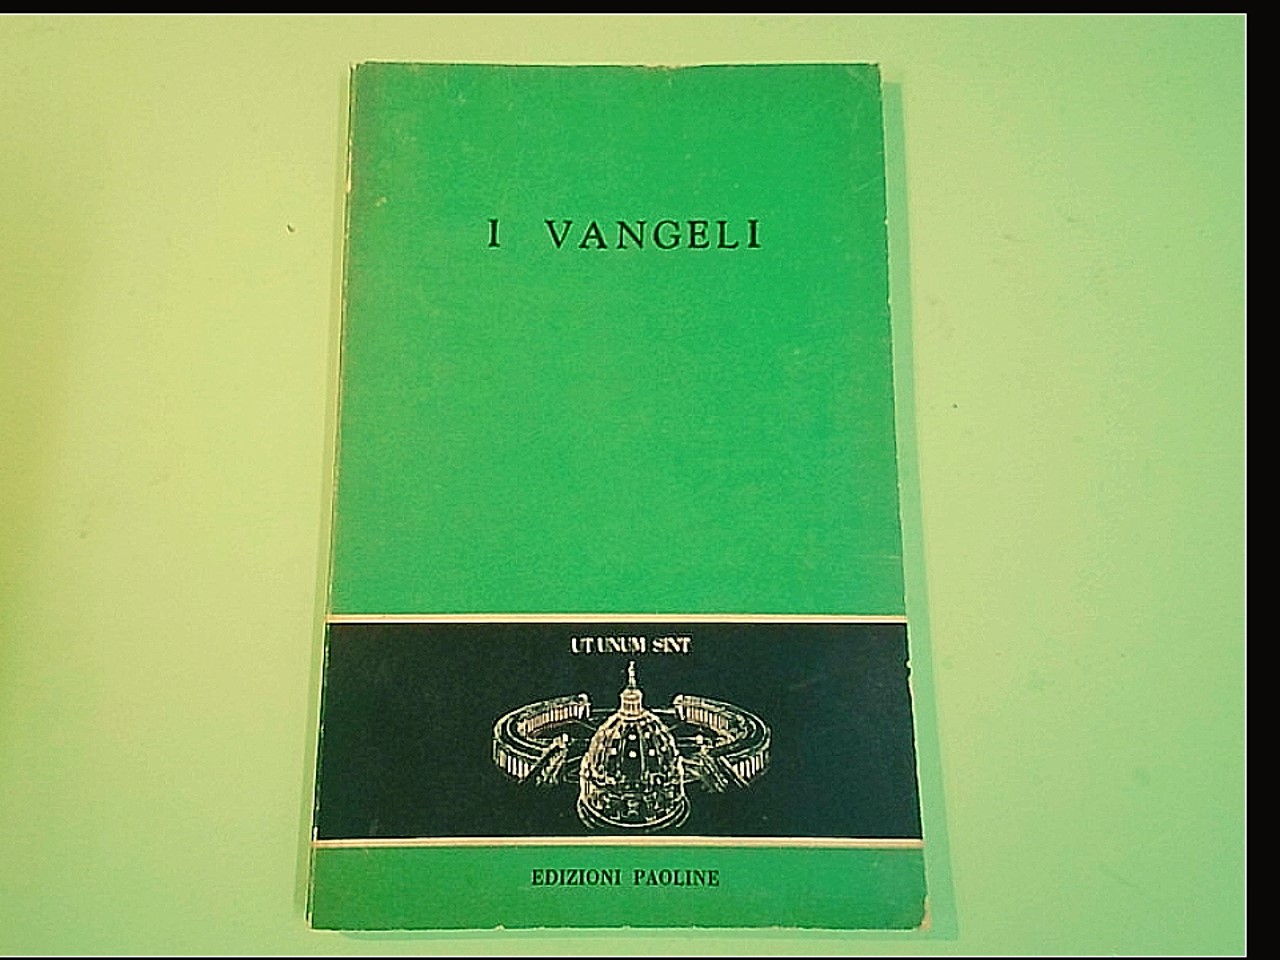 I VANGELI
UT UNUM SINT
EDIZIONI PAOLINE